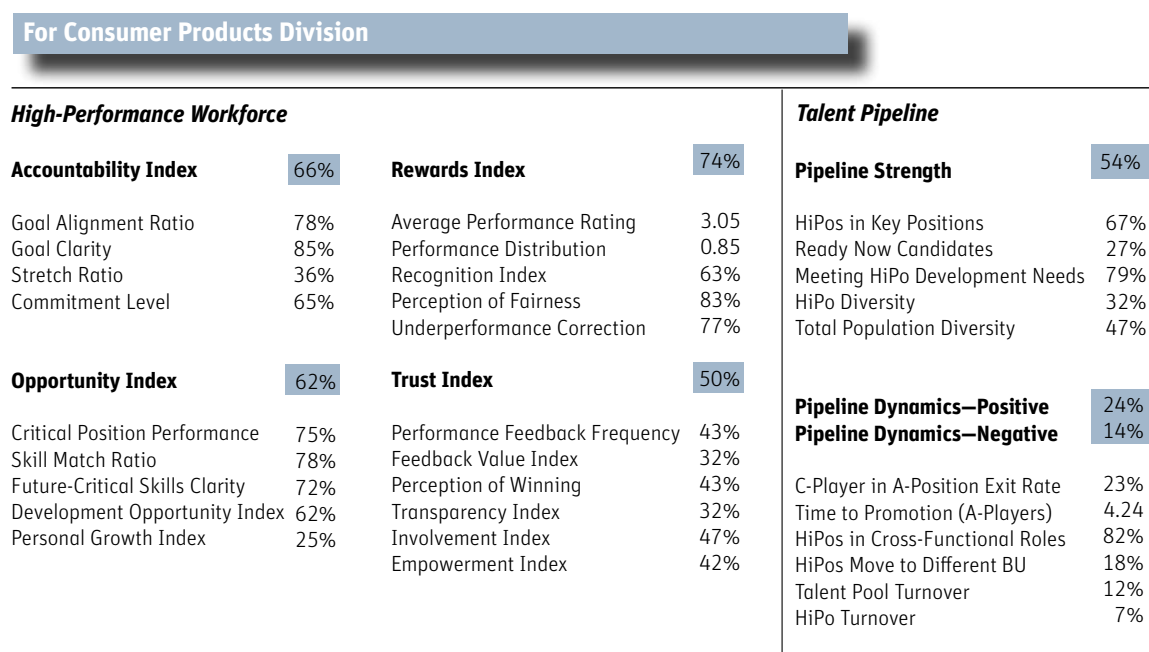 For Consumer Products Division
High-Performance Workforce
Accountability Index 66%
Goal Alignment Ratio 78%
Goal Clarity 85%
Stretch Ratio 36%
Commitment Level 65%
Opportunity Index 62%
Critical Position Performance 75%
Skill Match Ratio 78%
Future-Critical Skills Clarity 72%
Development Opportunity Index 62%
Personal Growth Index 25%
Rewards Index 74%
Average Performance Rating 3.05
Performance Distribution 0.85
Recognition Index 63%
Perception of Fairness 83%
Underperformance Correction 77%
Trust Index 50%
Performance Feedback Frequency 43%
Feedback Value Index 32%
Perception of Winning 43%
Transparency Index 32%
Involvement Index 47%
Empowerment Index 42%
Talent Pipeline
Pipeline Strength 54%
HiPos in Key Positions 67%
Ready Now Candidates 27%
Meeting HiPo Development Needs 79%
HiPo Diversity 32%
Total Population Diversity 47%
Pipeline Dynamics—Positive 24%
Pipeline Dynamics—Negative 14%
C-Player in A-Position Exit Rate 23%
Time to Promotion (A-Players) 4.24
HiPos in Cross-Functional Roles 82%
HiPos Move to Different BU 18%
Talent Pool Turnover 12%
HiPo Turnover 7%